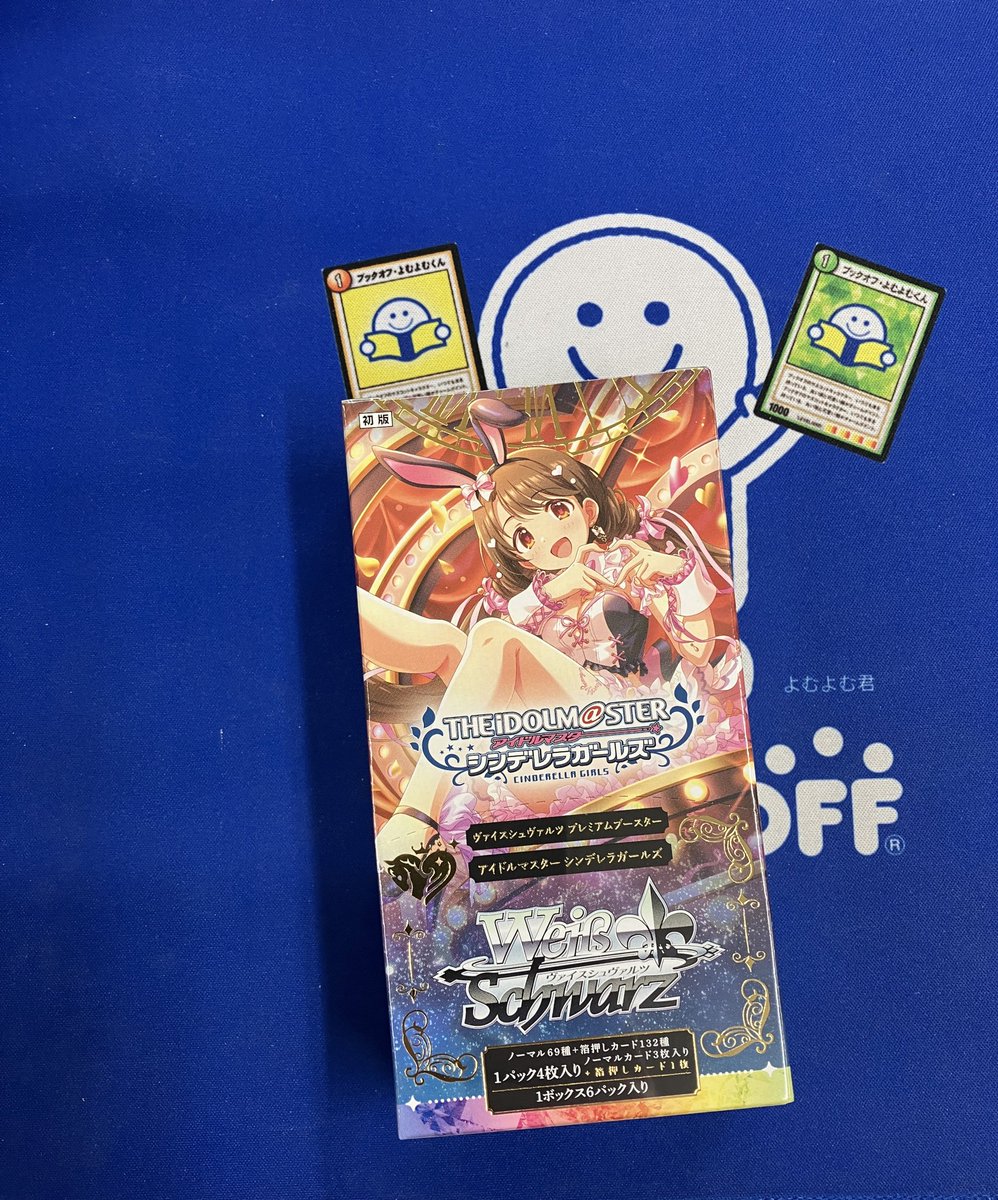 1 ブックオフ・よむよむくん
1 ブックオフ・よむよむくん
1000
初版
THE iDOLM@STER
アイドルマスター
シンデレラガールズ
CINDERELLA GIRLS
よむよむ君
OFF®
ヴァイスシュヴァルツ プレミアムブースター
アイドルマスター シンデレラガールズ
Weiß
ヴァイスシュヴァルツ
Schwarz
ノーマル69種+箔押しカード132種
1パック4枚入り ノーマルカード3枚入り
+箔押しカード1枚
1ボックス6パック入り